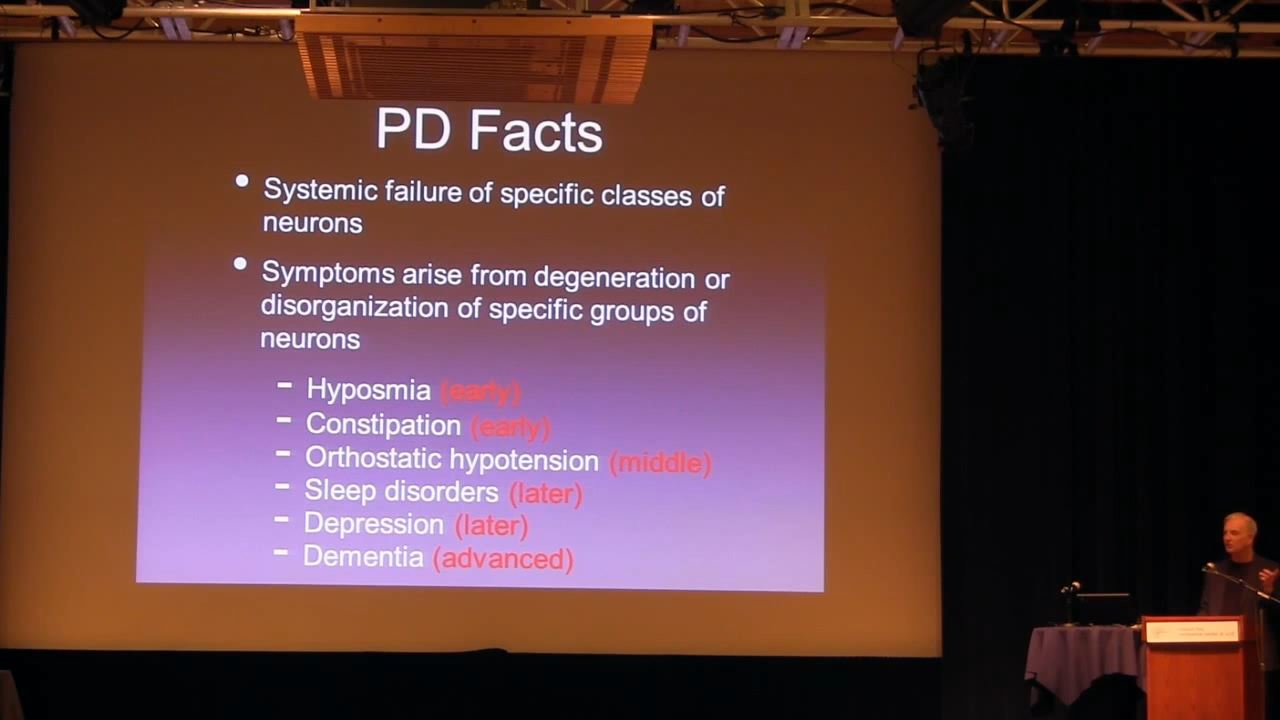 PD Facts
• Systemic failure of specific classes of
neurons
• Symptoms arise from degeneration or
disorganization of specific groups of
neurons
- Hyposmia (early)
- Constipation (early)
- Orthostatic hypotension (middle)
- Sleep disorders (later)
- Depression (later)
- Dementia (advanced)